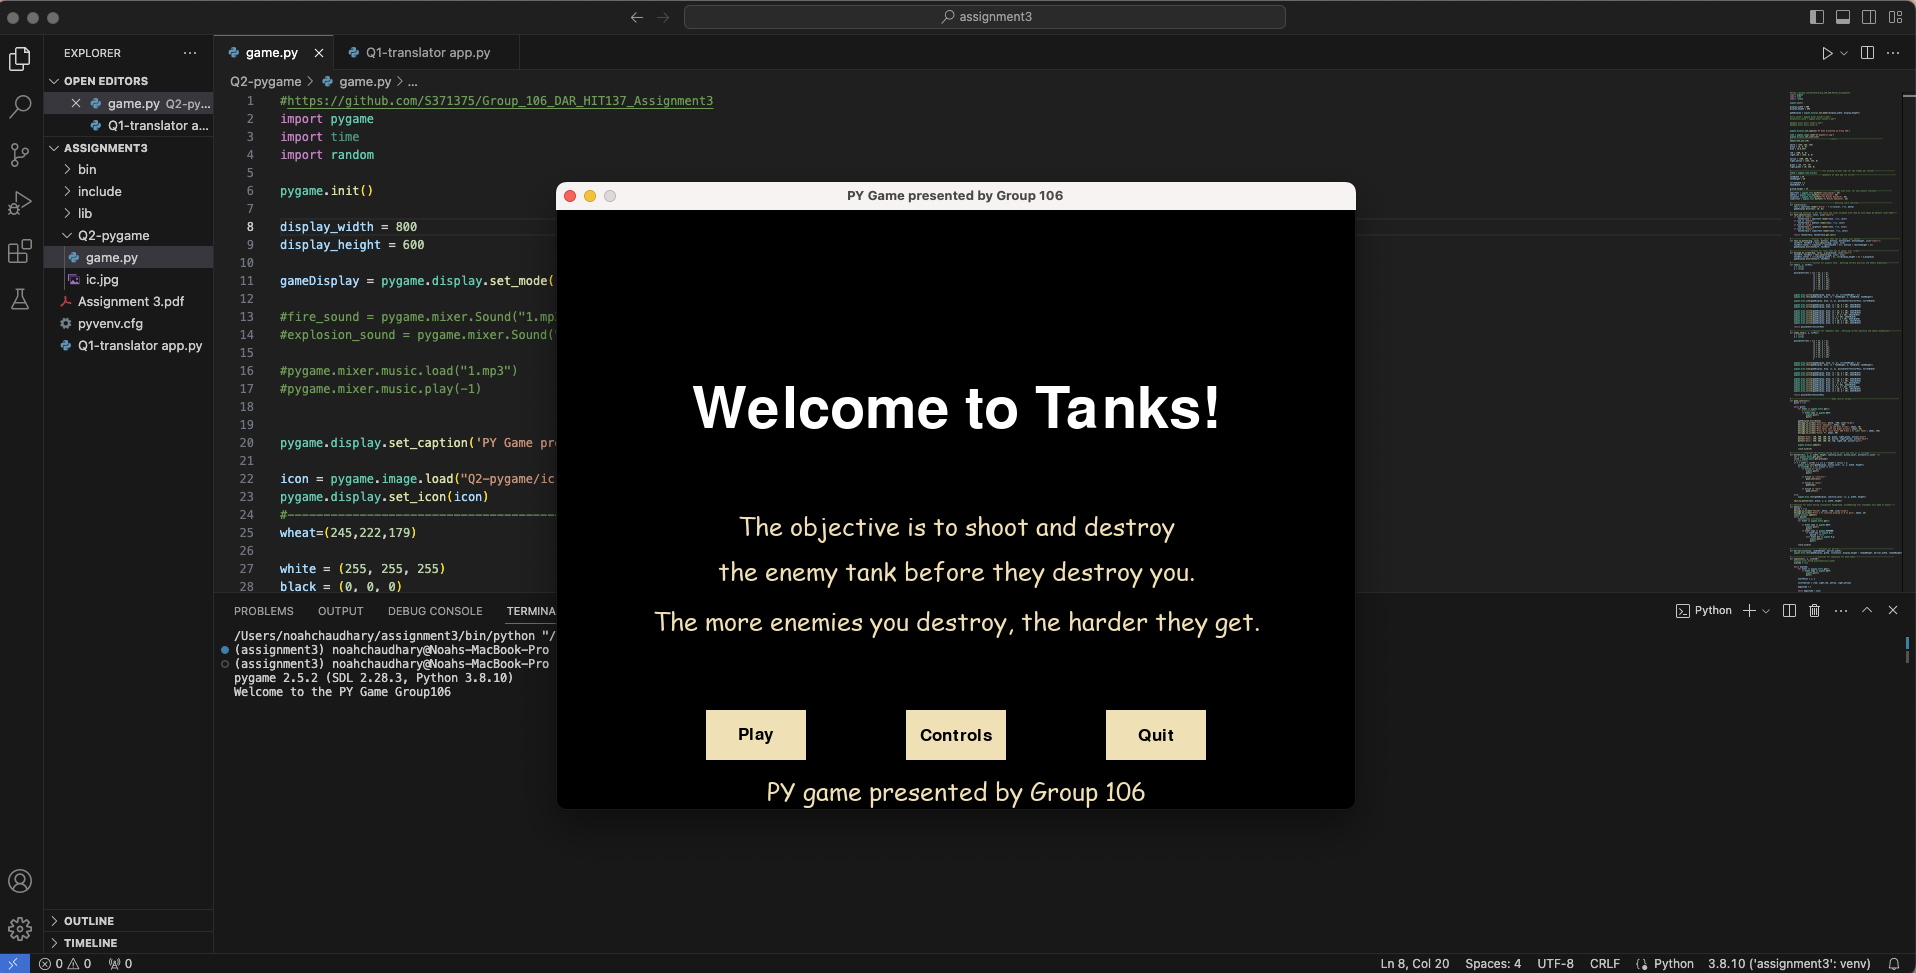 assignment3
EXPLORER
game.py
Q1-translator app.py
OPEN EDITORS
game.py Q2-py...
Q1-translator a...
ASSIGNMENT3
bin
include
lib
Q2-pygame
game.py
ic.jpg
Assignment 3.pdf
pyvenv.cfg
Q1-translator app.py
OUTLINE
TIMELINE
Q2-pygame > game.py > ...
1 #https://github.com/S371375/Group_106_DAR_HIT137_Assignment3
2 import pygame
3 import time
4 import random
5
6 pygame.init()
7
8 display_width = 800
9 display_height = 600
10
11 gameDisplay = pygame.display.set_mode(
12
13 #fire_sound = pygame.mixer.Sound("1.mp
14 #explosion_sound = pygame.mixer.Sound(
15
16 #pygame.mixer.music.load("1.mp3")
17 #pygame.mixer.music.play(-1)
18
19
20 pygame.display.set_caption('PY Game pr
21
22 icon = pygame.image.load("Q2-pygame/ic
23 pygame.display.set_icon(icon)
24 #--------------------------------------
25 wheat=(245,222,179)
26
27 white = (255, 255, 255)
28 black = (0, 0, 0)
PY Game presented by Group 106
Welcome to Tanks!
The objective is to shoot and destroy
the enemy tank before they destroy you.
The more enemies you destroy, the harder they get.
Play
Controls
Quit
PY game presented by Group 106
PROBLEMS OUTPUT DEBUG CONSOLE TERMINA
Python
/Users/noahchaudhary/assignment3/bin/python "/
(assignment3) noahchaudhary@Noahs-MacBook-Pro
(assignment3) noahchaudhary@Noahs-MacBook-Pro
pygame 2.5.2 (SDL 2.28.3, Python 3.8.10)
Welcome to the PY Game Group106
0 0 0
Ln 8, Col 20 Spaces: 4 UTF-8 CRLF Python 3.8.10 ('assignment3': venv)